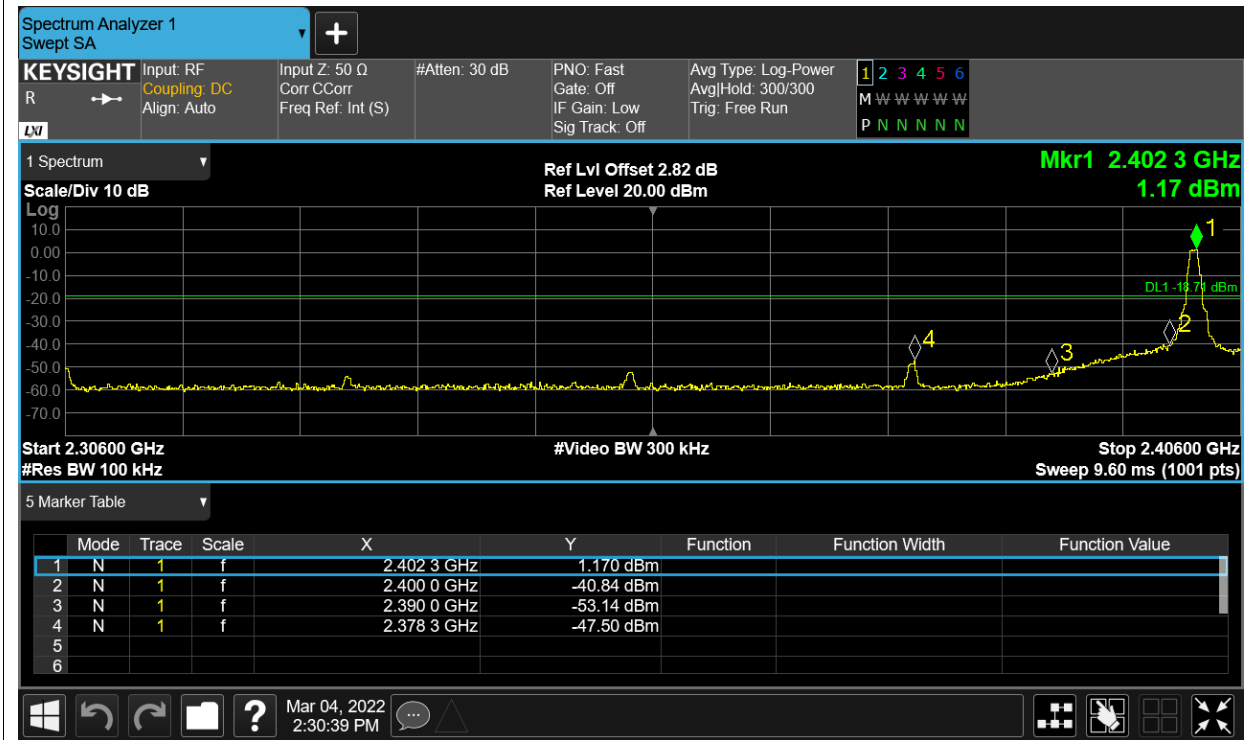 Spectrum Analyzer 1
Swept SA
+
KEYSIGHT
R
LXI
Input: RF
Coupling: DC
Align: Auto
Input Z: 50 Ω
Corr CCorr
Freq Ref: Int (S)
#Atten: 30 dB
PNO: Fast
Gate: Off
IF Gain: Low
Sig Track: Off
Avg Type: Log-Power
Avg|Hold: 300/300
Trig: Free Run
1 2 3 4 5 6
M W W W W W
P N N N N N
1 Spectrum
Scale/Div 10 dB
Ref Lvl Offset 2.82 dB
Ref Level 20.00 dBm
Mkr1 2.402 3 GHz
1.17 dBm
Log
10.0
0.00
-10.0
-20.0
-30.0
-40.0
-50.0
-60.0
-70.0
1
DL1 -18.71 dBm
2
4
3
Start 2.30600 GHz
#Video BW 300 kHz
Stop 2.40600 GHz
#Res BW 100 kHz
Sweep 9.60 ms (1001 pts)
5 Marker Table
Mode Trace Scale X Y Function Function Width Function Value
1 N 1 f 2.402 3 GHz 1.170 dBm
2 N 1 f 2.400 0 GHz -40.84 dBm
3 N 1 f 2.390 0 GHz -53.14 dBm
4 N 1 f 2.378 3 GHz -47.50 dBm
5
6
?
Mar 04, 2022
2:30:39 PM